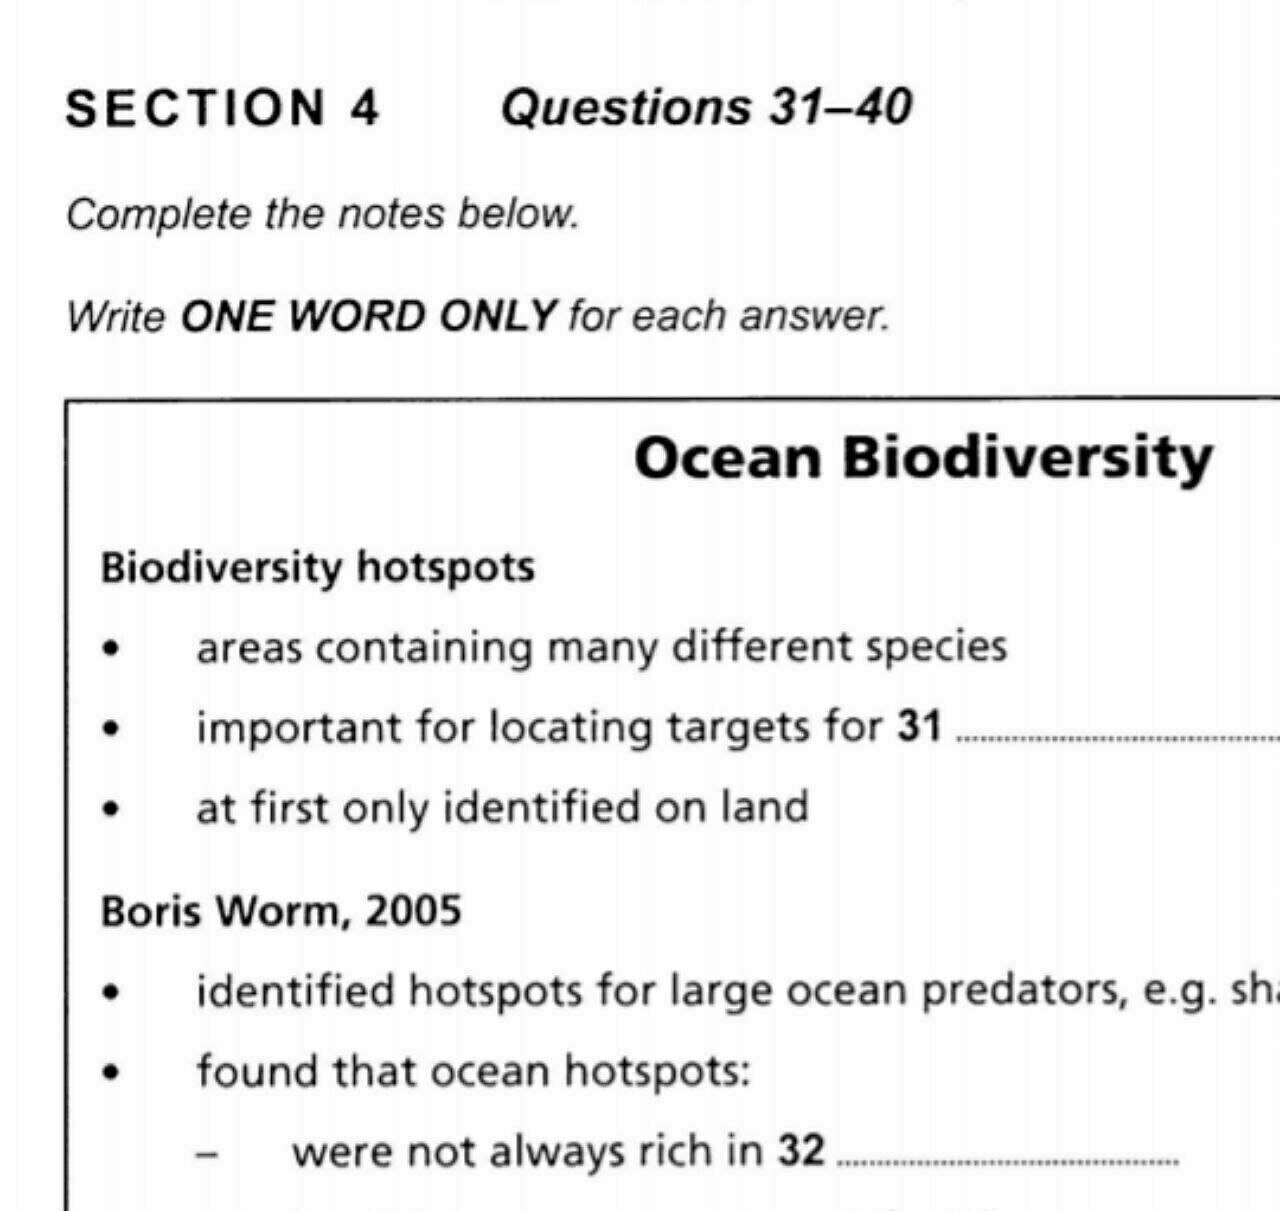 SECTION 4 Questions 31–40
Complete the notes below.
Write ONE WORD ONLY for each answer.
Ocean Biodiversity
Biodiversity hotspots
• areas containing many different species
• important for locating targets for 31 ........................
• at first only identified on land
Boris Worm, 2005
• identified hotspots for large ocean predators, e.g.
• found that ocean hotspots:
– were not always rich in 32 ........................